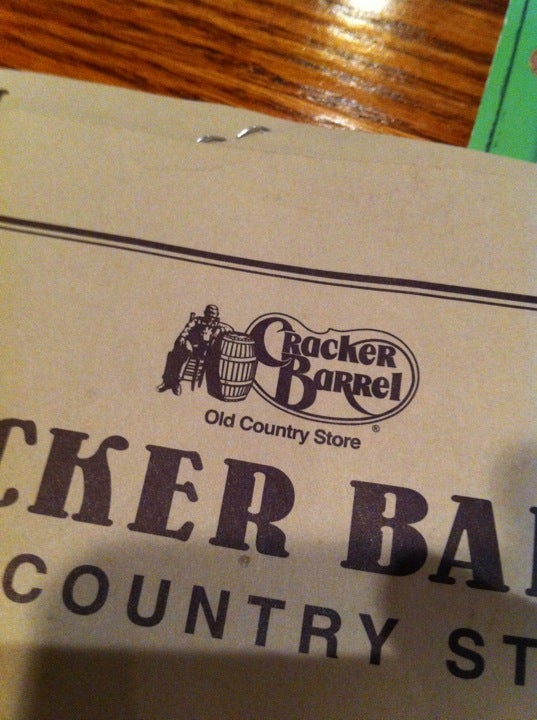 Cracker
Barrel
Old Country Store ®
CKER BA
COUNTRY ST